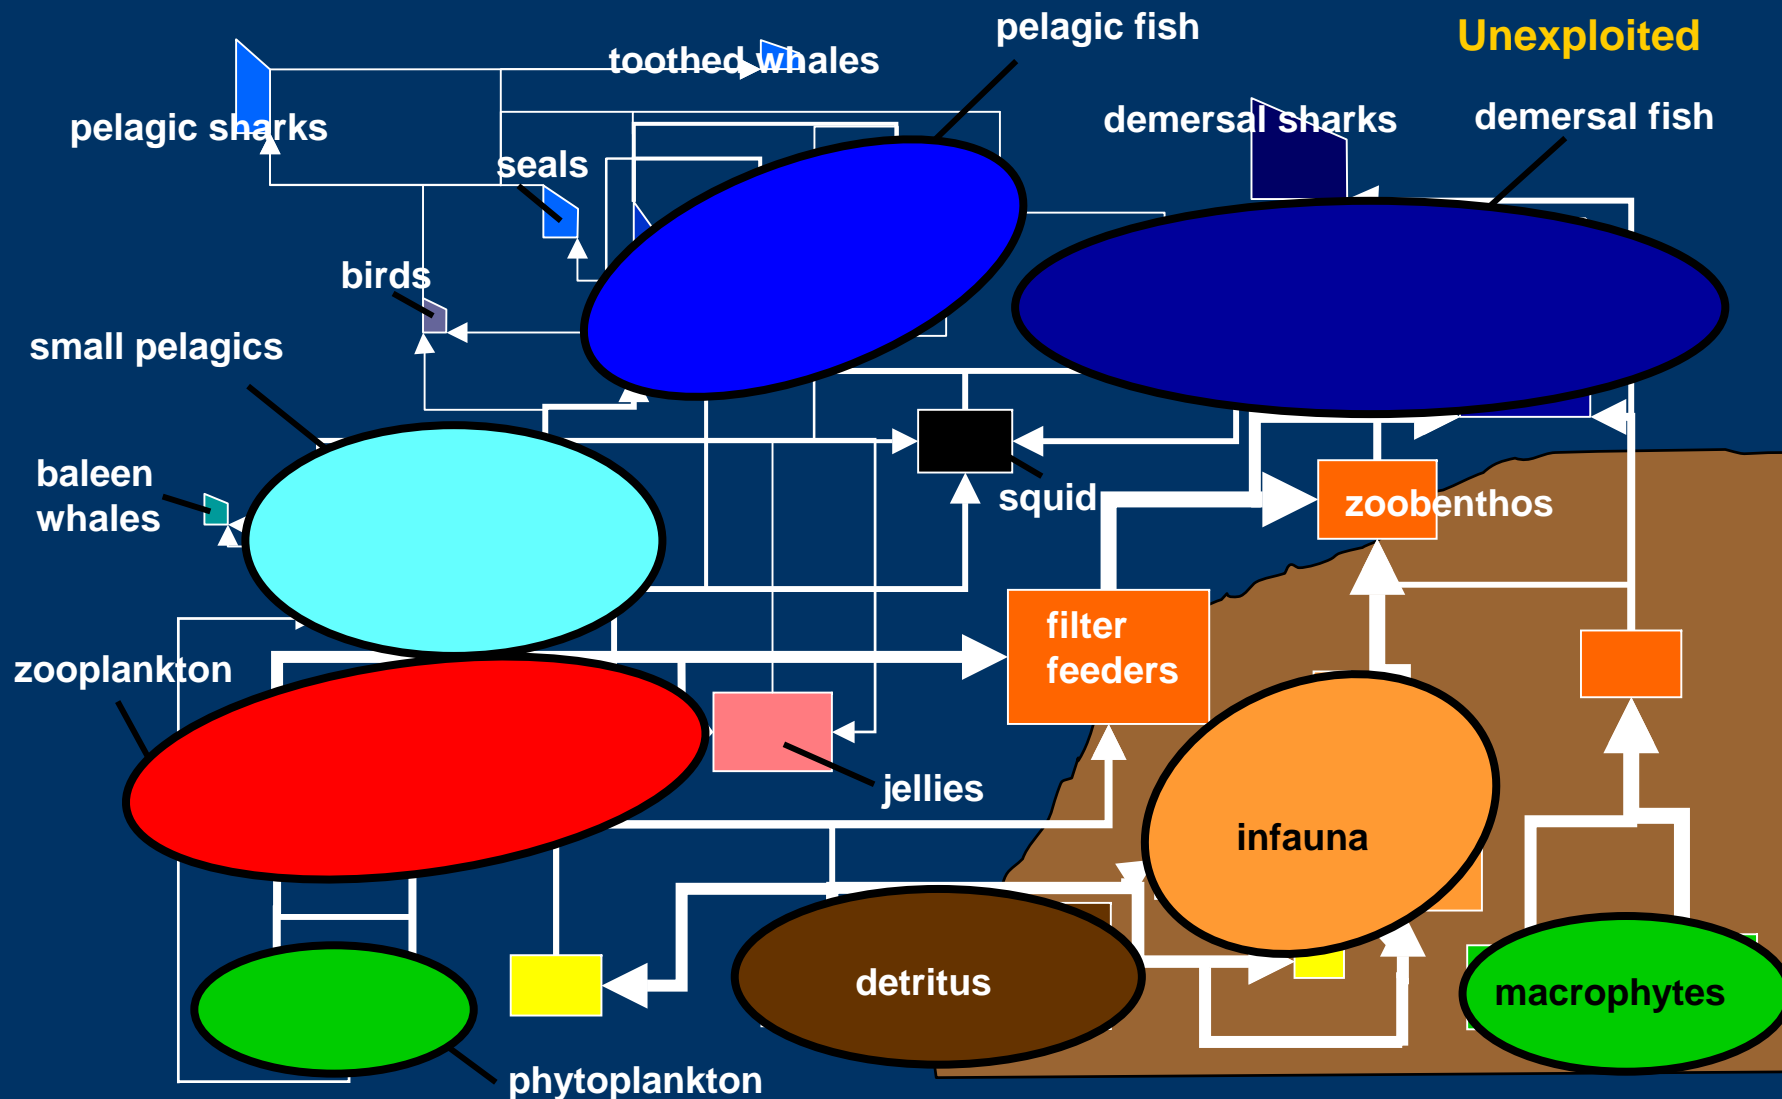 pelagic fish
Unexploited
toothed whales
pelagic sharks
demersal sharks
demersal fish
seals
birds
small pelagics
baleen
whales
squid
zoobenthos
filter
feeders
zooplankton
jellies
infauna
detritus
macrophytes
phytoplankton